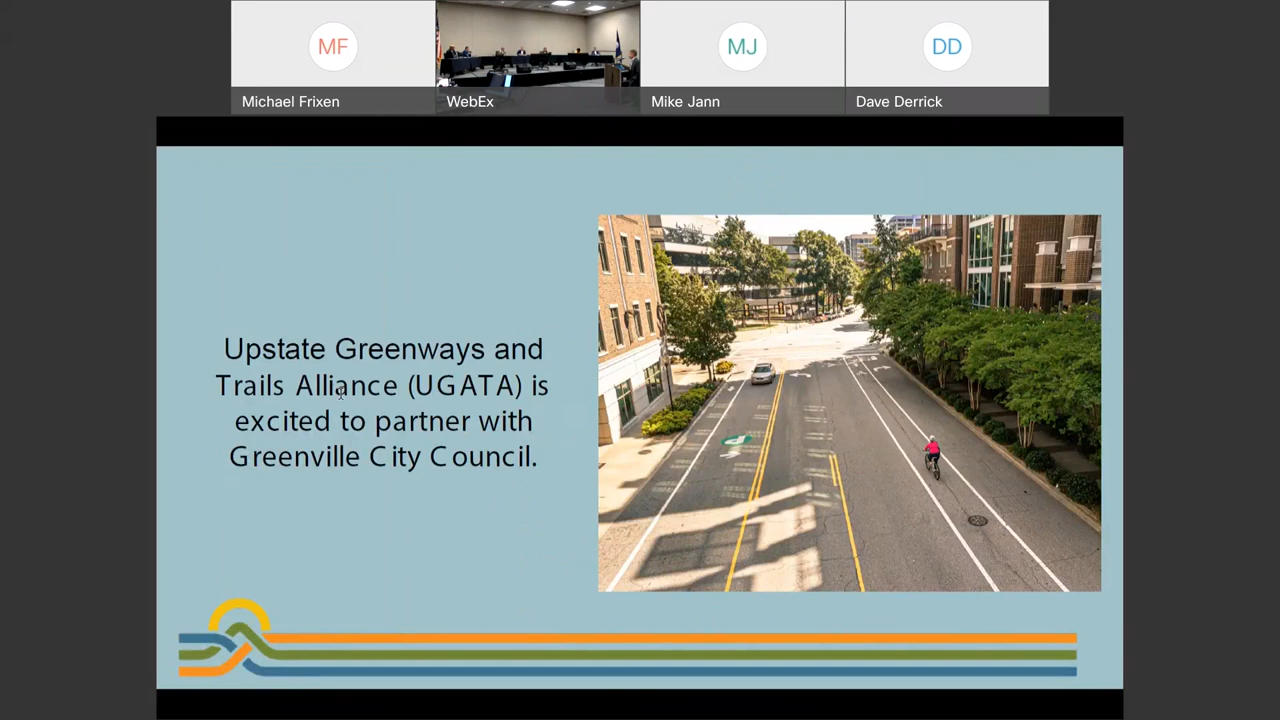 MF
MJ
DD
Michael Frixen
WebEx
Mike Jann
Dave Derrick
Upstate Greenways and
Trails Alliance (UGATA) is
excited to partner with
Greenville City Council.